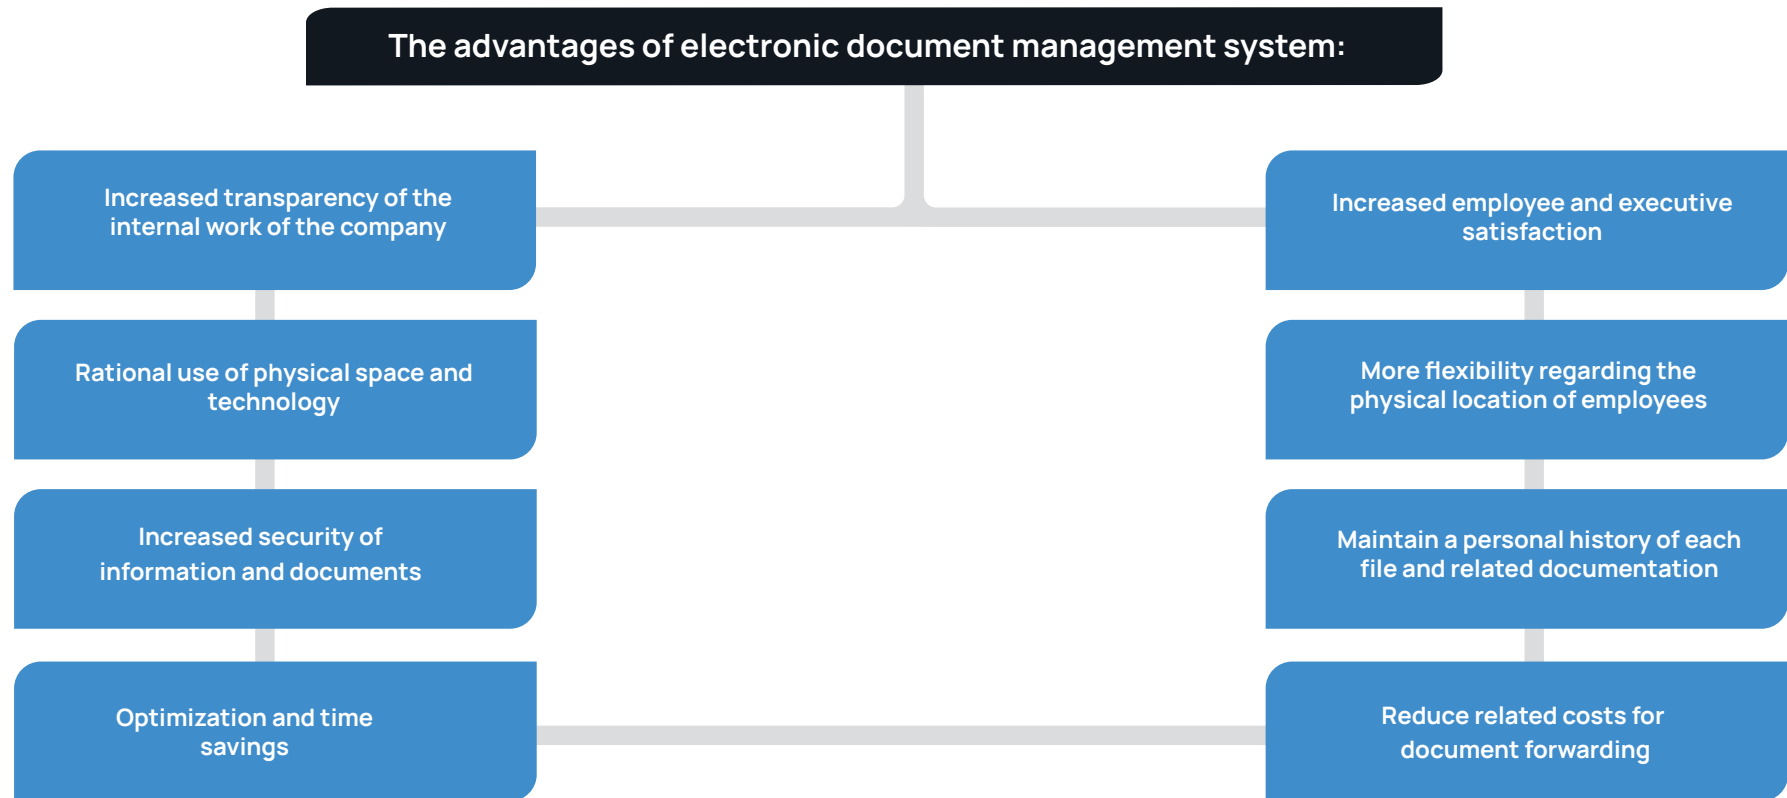 The advantages of electronic document management system:
Increased transparency of the
internal work of the company
Rational use of physical space and
technology
Increased security of
information and documents
Optimization and time
savings
Increased employee and executive
satisfaction
More flexibility regarding the
physical location of employees
Maintain a personal history of each
file and related documentation
Reduce related costs for
document forwarding